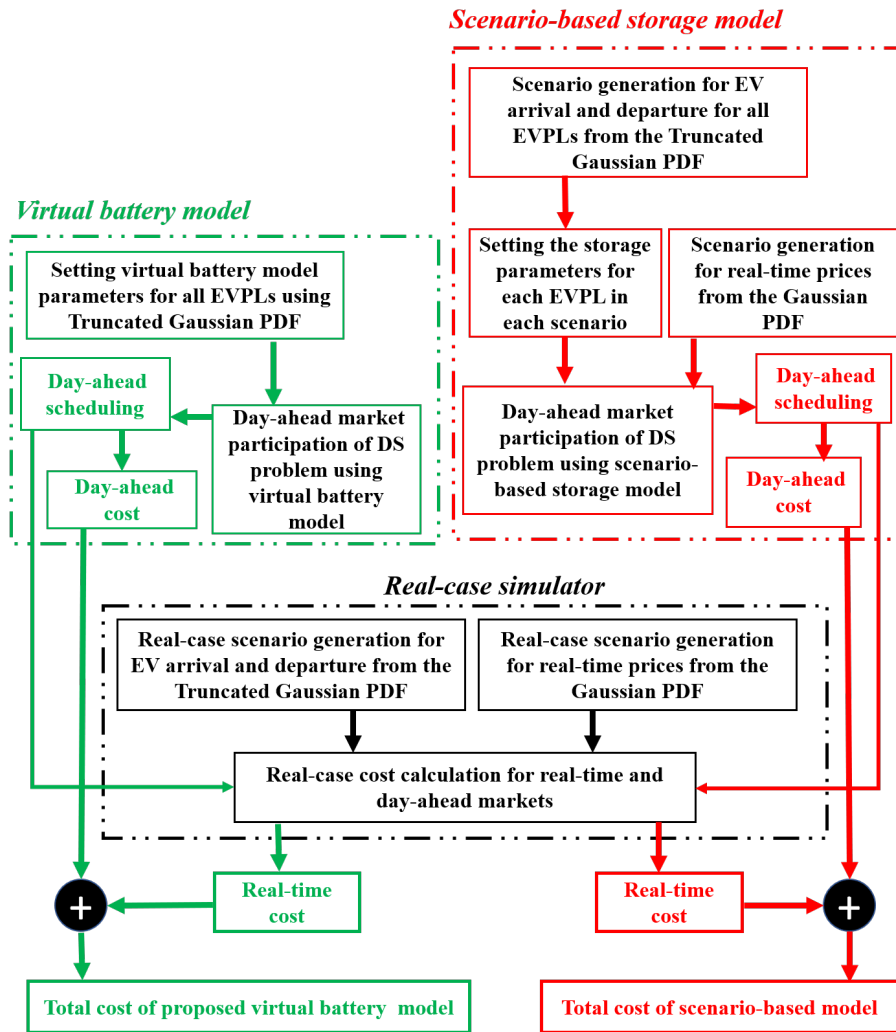 Scenario-based storage model
Scenario generation for EV
arrival and departure for all
EVPLs from the Truncated
Gaussian PDF
Virtual battery model
Setting virtual battery model
parameters for all EVPLs using
Truncated Gaussian PDF
Setting the storage
parameters for
each EVPL in
each scenario
Scenario generation
for real-time prices
from the Gaussian
PDF
Day-ahead
scheduling
Day-ahead market
participation of DS
problem using
virtual battery
model
Day-ahead
cost
Day-ahead market
participation of DS
problem using scenario-
based storage model
Day-ahead
scheduling
Day-ahead
cost
Real-case simulator
Real-case scenario generation for
EV arrival and departure from the
Truncated Gaussian PDF
Real-case scenario generation
for real-time prices from the
Gaussian PDF
Real-case cost calculation for real-time and
day-ahead markets
+
Real-time
cost
Real-time
cost
+
Total cost of proposed virtual battery model
Total cost of scenario-based model